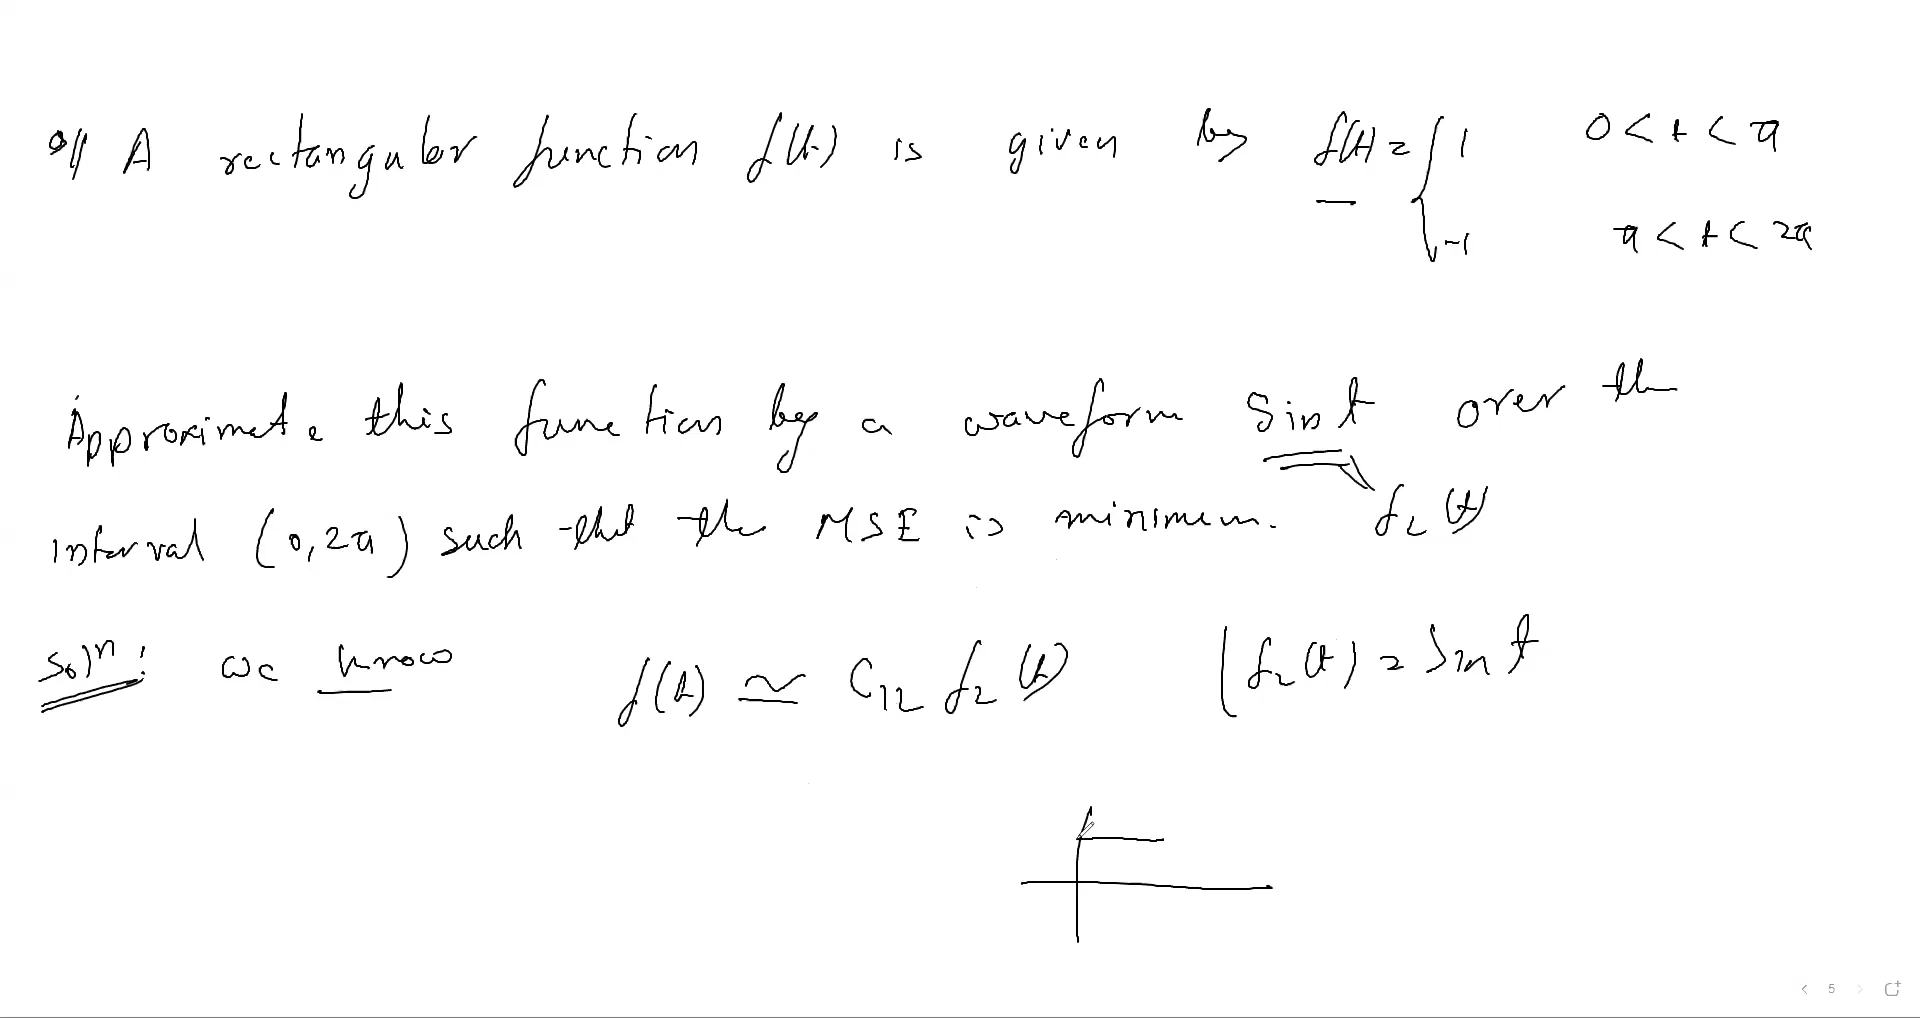 Q// A rectangular function f(t) is given by f(t) = { 1 0 < t < π
-1 π < t < 2π
Approximate this function by a waveform Sin t over the
interval (0, 2π) such that the MSE is minimum. f₂(t)
Solⁿ: we know f(t) ≃ C₁₂ f₂(t) (f₂(t) = Sin t
< 5 >